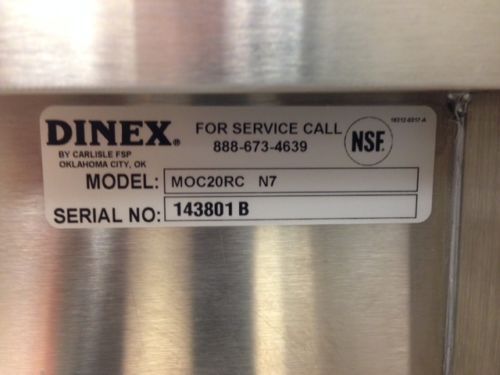 DINEX®
BY CARLISLE FSP
OKLAHOMA CITY, OK
FOR SERVICE CALL
888-673-4639
NSF.
MODEL: MOC20RC N7
SERIAL NO: 143801 B